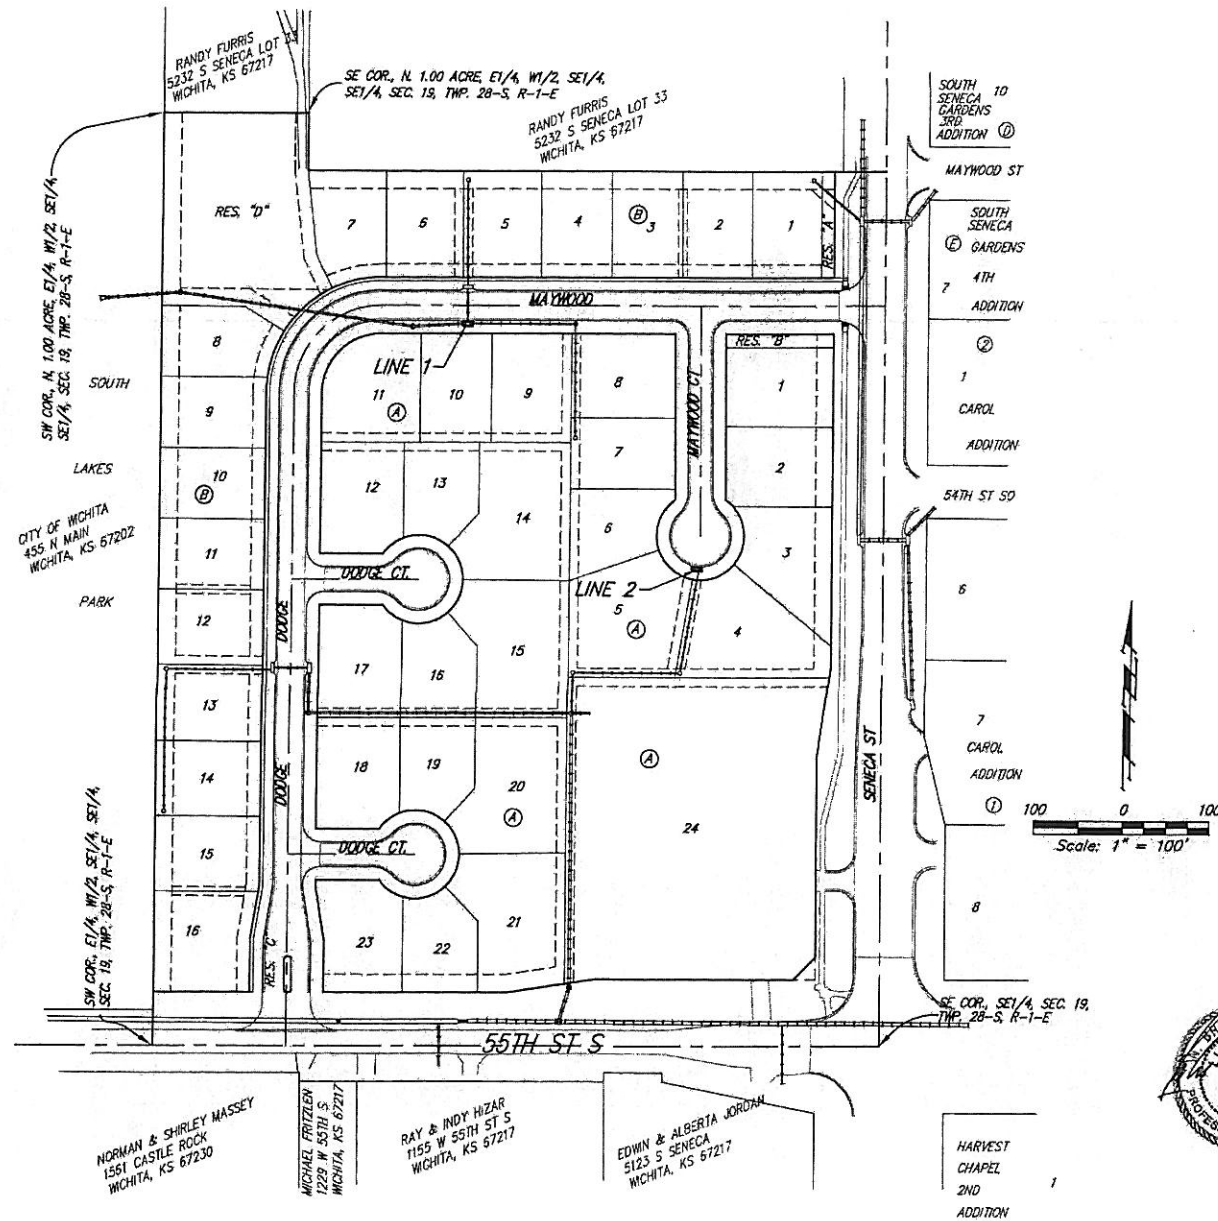 RANDY FURRIS
5232 S SENECA LOT 33
WICHITA, KS 67217
SE COR., N. 1.00 ACRE, E1/4, W1/2, SE1/4,
SE1/4, SEC. 19, TWP. 28-S, R-1-E
RANDY FURRIS
5232 S SENECA LOT 33
WICHITA, KS 67217
SOUTH 10
SENECA
GARDENS
3RD
ADDITION D
MAYWOOD ST
SW COR., N. 1.00 ACRE, E1/4, W1/2, SE1/4,
SE1/4, SEC. 19, TWP. 28-S, R-1-E
RES. "D"
7
6
5
4
B
3
2
1
RES. "A"
SOUTH
SENECA
E GARDENS
7 4TH
ADDITION
2
1
CAROL
ADDITION
MAYWOOD
RES. "B"
LINE 1
8
9
10
B
11
12
13
14
15
16
SOUTH
LAKES
CITY OF WICHITA
455 N MAIN
WICHITA, KS 67202
PARK
11
A
10
9
8
7
6
MAYWOOD CT.
1
2
3
4
54TH ST SO
12
13
14
DODGE CT.
LINE 2
5
A
6
DODGE
17
16
15
DODGE
18
19
20
A
A
24
SENECA ST
7
CAROL
ADDITION
1
100 0 100
Scale: 1" = 100'
DODGE CT.
8
SW COR., E1/4, W1/2, SE1/4, SE1/4,
SEC. 19, TWP. 28-S, R-1-E
RES. "C"
23
22
21
SE COR., SE1/4, SEC. 19,
TWP. 28-S, R-1-E
55TH ST S
NORMAN & SHIRLEY MASSEY
1551 CASTLE ROCK
WICHITA, KS 67230
MICHAEL FRITZLEN
1229 W 55TH S
WICHITA, KS 67217
RAY & INDY HIZAR
1155 W 55TH ST S
WICHITA, KS 67217
EDWIN & ALBERTA JORDAN
5123 S SENECA
WICHITA, KS 67217
HARVEST
CHAPEL 1
2ND
ADDITION